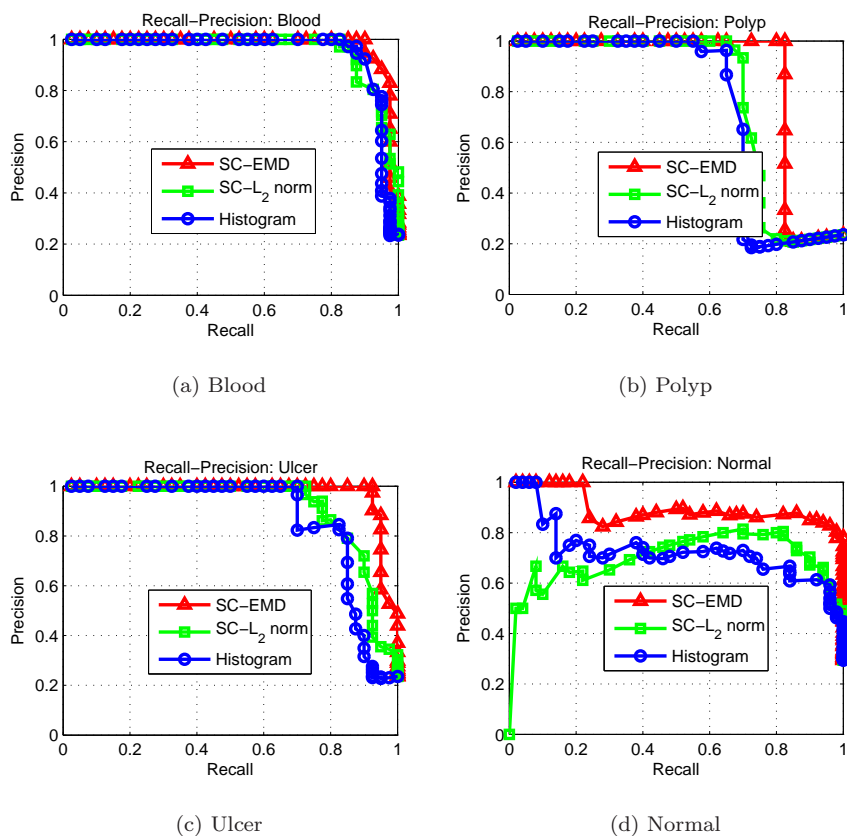 Recall−Precision: Blood
Precision
1
0.8
0.6
0.4
0.2
0
SC−EMD
SC−L2 norm
Histogram
0 0.2 0.4 0.6 0.8 1
Recall
(a) Blood
Recall−Precision: Polyp
Precision
1
0.8
0.6
0.4
0.2
0
SC−EMD
SC−L2 norm
Histogram
0 0.2 0.4 0.6 0.8 1
Recall
(b) Polyp
Recall−Precision: Ulcer
Precision
1
0.8
0.6
0.4
0.2
0
SC−EMD
SC−L2 norm
Histogram
0 0.2 0.4 0.6 0.8 1
Recall
(c) Ulcer
Recall−Precision: Normal
Precision
1
0.8
0.6
0.4
0.2
0
SC−EMD
SC−L2 norm
Histogram
0 0.2 0.4 0.6 0.8 1
Recall
(d) Normal